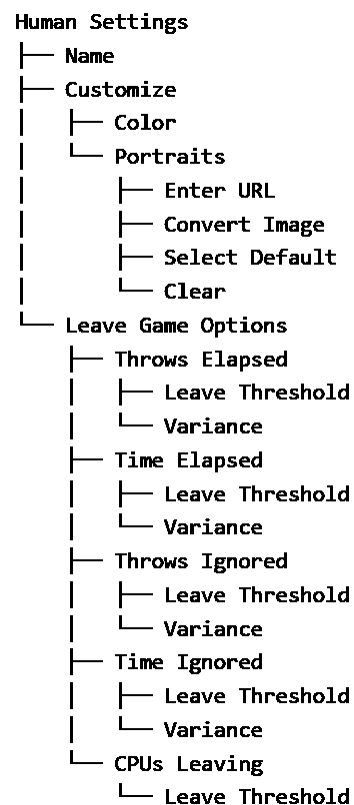 Human Settings
├── Name
├── Customize
│   ├── Color
│   └── Portraits
│       ├── Enter URL
│       ├── Convert Image
│       ├── Select Default
│       └── Clear
└── Leave Game Options
    ├── Throws Elapsed
    │   ├── Leave Threshold
    │   └── Variance
    ├── Time Elapsed
    │   ├── Leave Threshold
    │   └── Variance
    ├── Throws Ignored
    │   ├── Leave Threshold
    │   └── Variance
    ├── Time Ignored
    │   ├── Leave Threshold
    │   └── Variance
    └── CPUs Leaving
        └── Leave Threshold